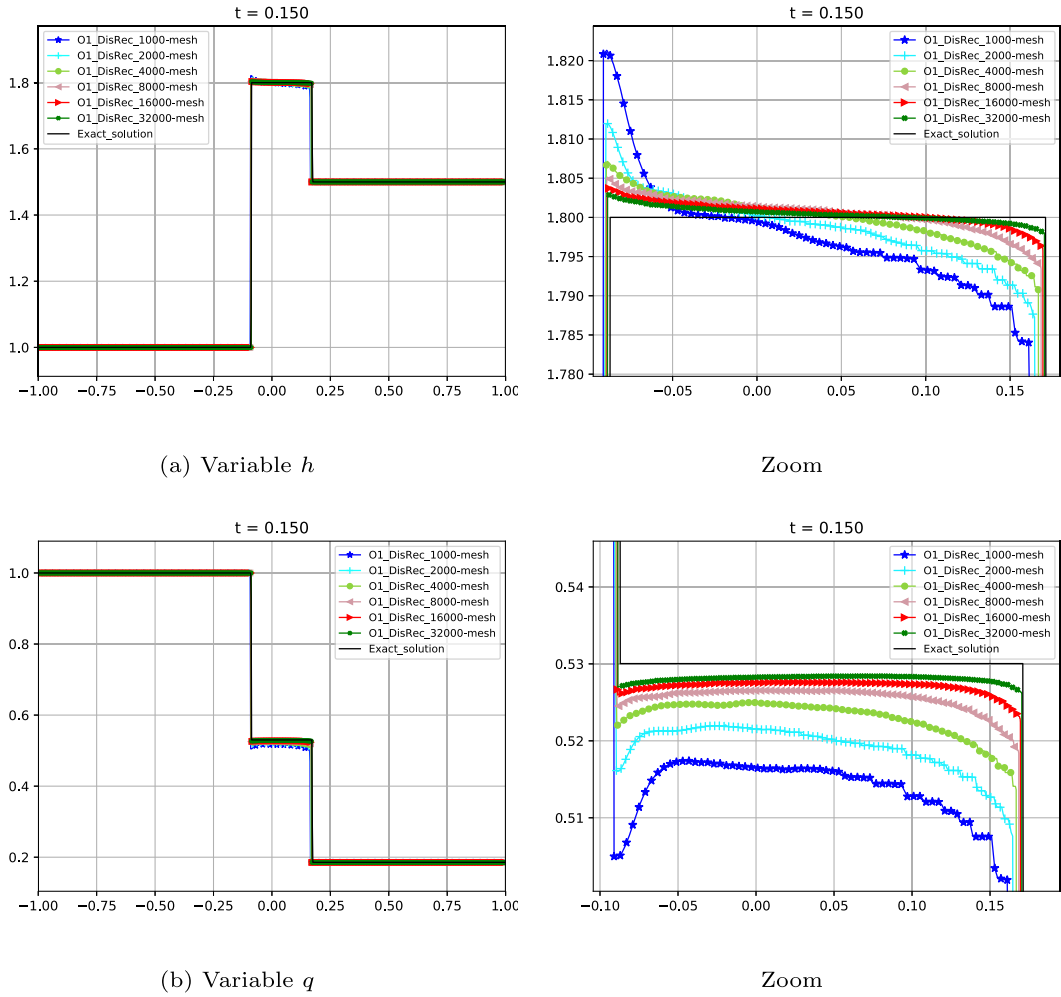 t = 0.150
O1_DisRec_1000-mesh
O1_DisRec_2000-mesh
O1_DisRec_4000-mesh
O1_DisRec_8000-mesh
O1_DisRec_16000-mesh
O1_DisRec_32000-mesh
Exact_solution
1.8
1.6
1.4
1.2
1.0
−1.00 −0.75 −0.50 −0.25 0.00 0.25 0.50 0.75 1.00
t = 0.150
O1_DisRec_1000-mesh
O1_DisRec_2000-mesh
O1_DisRec_4000-mesh
O1_DisRec_8000-mesh
O1_DisRec_16000-mesh
O1_DisRec_32000-mesh
Exact_solution
1.820
1.815
1.810
1.805
1.800
1.795
1.790
1.785
1.780
−0.05 0.00 0.05 0.10 0.15
(a) Variable h
Zoom
t = 0.150
O1_DisRec_1000-mesh
O1_DisRec_2000-mesh
O1_DisRec_4000-mesh
O1_DisRec_8000-mesh
O1_DisRec_16000-mesh
O1_DisRec_32000-mesh
Exact_solution
1.0
0.8
0.6
0.4
0.2
−1.00 −0.75 −0.50 −0.25 0.00 0.25 0.50 0.75 1.00
t = 0.150
O1_DisRec_1000-mesh
O1_DisRec_2000-mesh
O1_DisRec_4000-mesh
O1_DisRec_8000-mesh
O1_DisRec_16000-mesh
O1_DisRec_32000-mesh
Exact_solution
0.54
0.53
0.52
0.51
−0.10 −0.05 0.00 0.05 0.10 0.15
(b) Variable q
Zoom